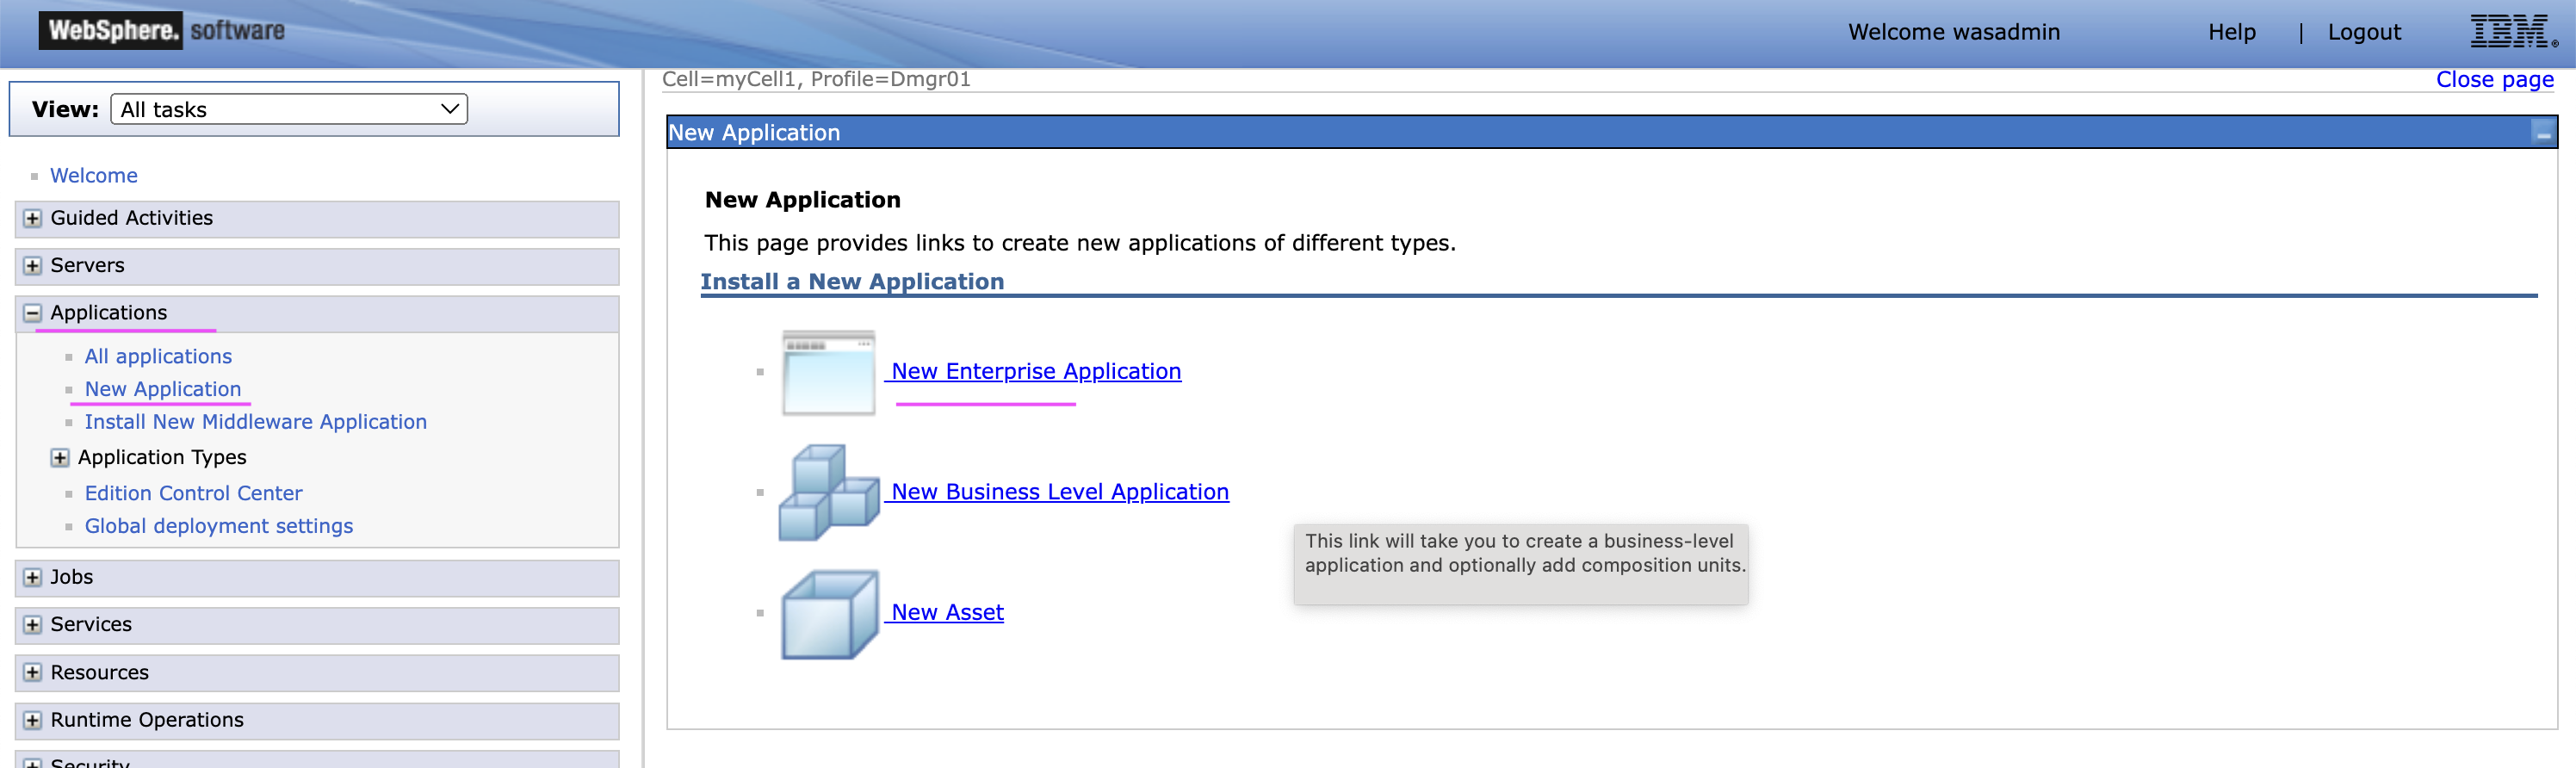 WebSphere. software
Welcome wasadmin Help | Logout IBM®
View: All tasks
Welcome
Guided Activities
Servers
Applications
All applications
New Application
Install New Middleware Application
Application Types
Edition Control Center
Global deployment settings
Jobs
Services
Resources
Runtime Operations
Security
Cell=myCell1, Profile=Dmgr01
Close page
New Application
New Application
This page provides links to create new applications of different types.
Install a New Application
New Enterprise Application
New Business Level Application
This link will take you to create a business-level
application and optionally add composition units.
New Asset